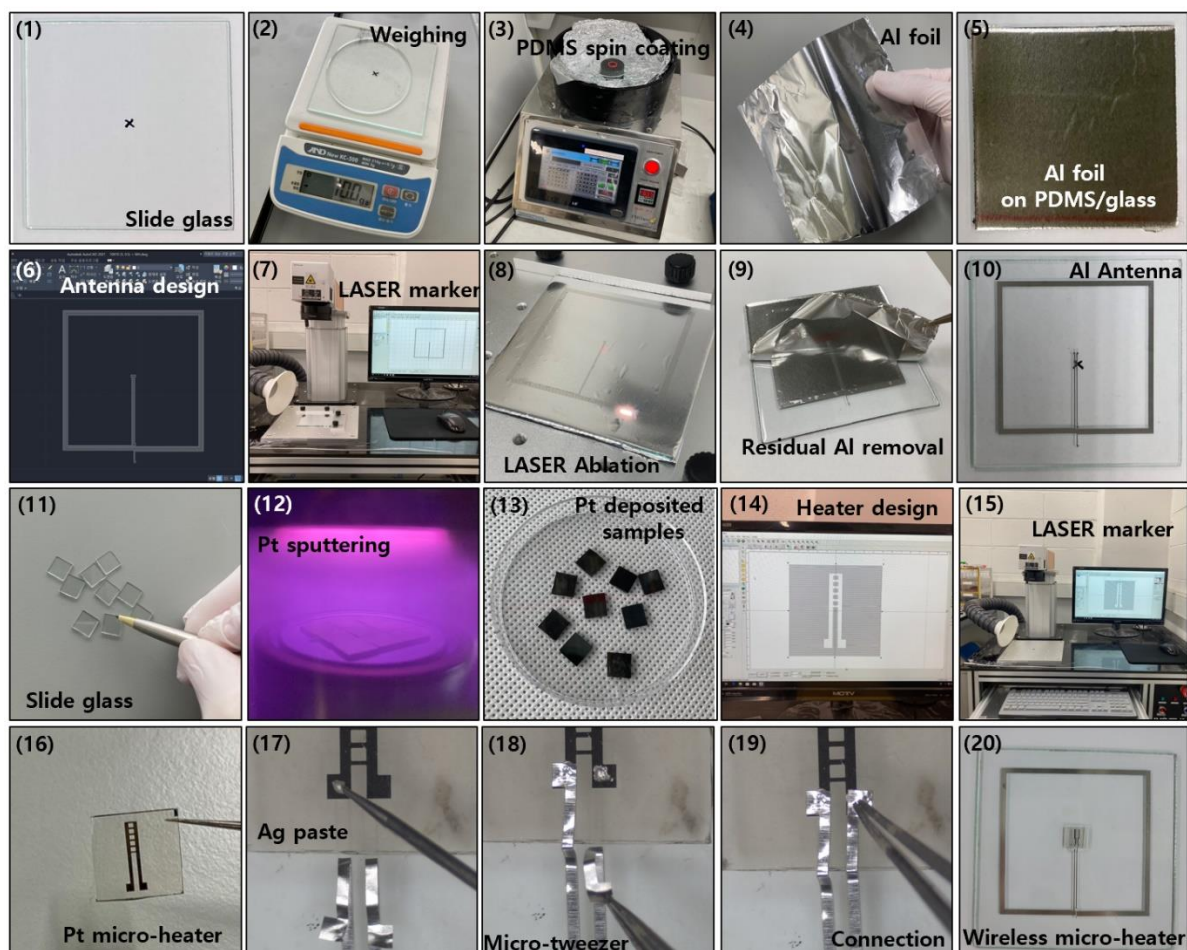 (1)
Slide glass
(2)
Weighing
AND
(3)
PDMS spin coating
(4)
Al foil
(5)
Al foil
on PDMS/glass
(6)
Antenna design
(7)
LASER marker
(8)
LASER Ablation
(9)
Residual Al removal
(10)
Al Antenna
(11)
Slide glass
(12)
Pt sputtering
(13)
Pt deposited
samples
(14)
Heater design
(15)
LASER marker
(16)
Pt micro-heater
(17)
Ag paste
(18)
Micro-tweezer
(19)
Connection
(20)
Wireless micro-heater